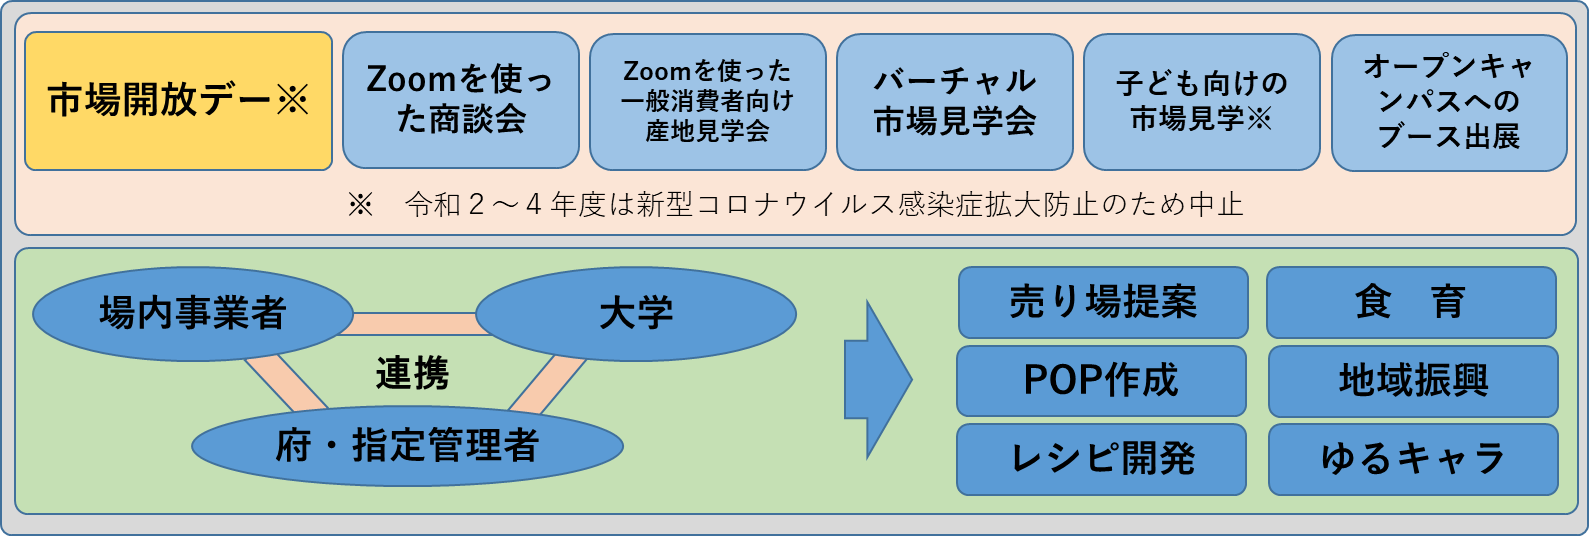 市場開放デー※
Zoomを使っ
た商談会
Zoomを使った
一般消費者向け
産地見学会
バーチャル
市場見学会
子ども向けの
市場見学※
オープンキャ
ンパスへの
ブース出展
※　令和２～４年度は新型コロナウイルス感染症拡大防止のため中止
場内事業者
大学
連携
府・指定管理者
売り場提案
食　育
POP作成
地域振興
レシピ開発
ゆるキャラ